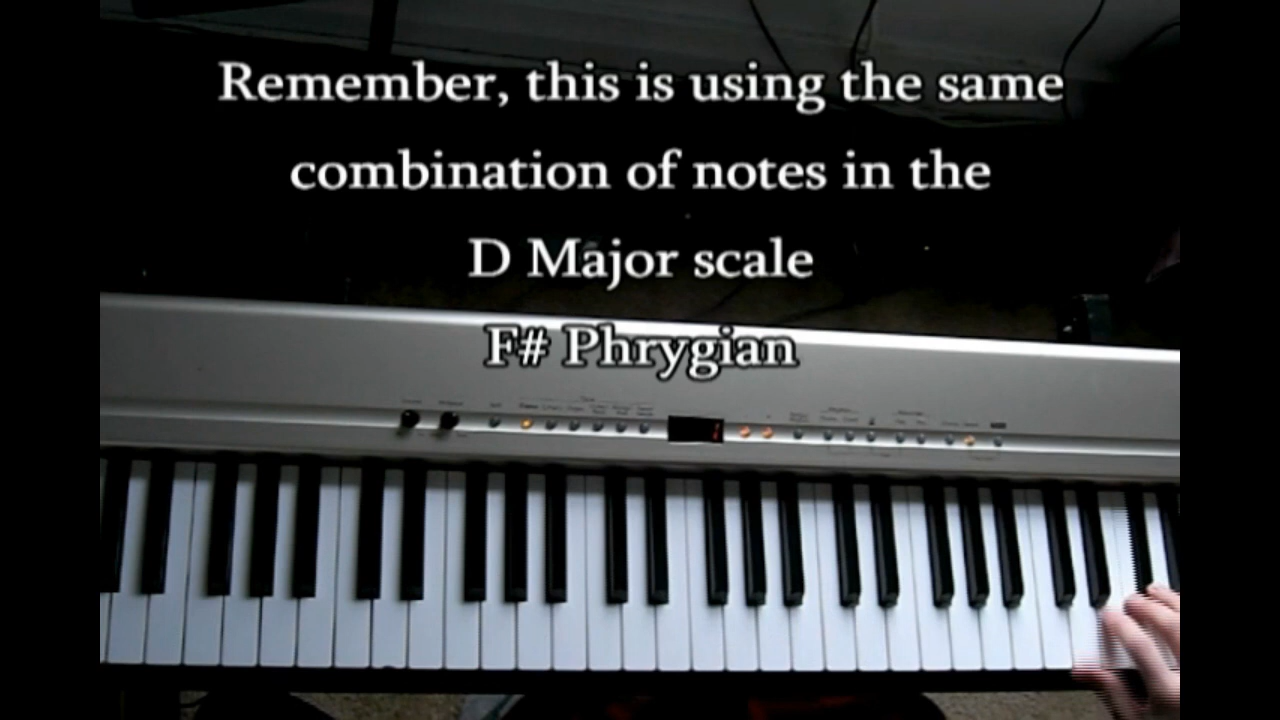 Remember, this is using the same
combination of notes in the
D Major scale
F# Phrygian